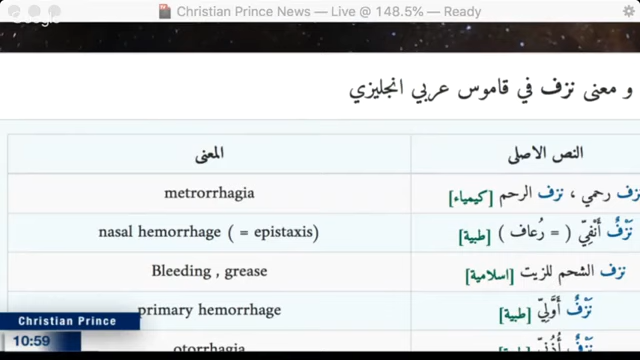 Christian Prince News — Live @ 148.5% — Ready
و معنى نزف في قاموس عربي انجليزي
النص الاصلى المعنى
نزف رحمي ، نزف الرحم [كيمياء] metrorrhagia
نَزْفٌ أَنْفِيّ ( = رُعاف ) [طبية] nasal hemorrhage ( = epistaxis)
نزف الشحم للزيت [اسلامية] Bleeding , grease
نَزْفٌ أَوَّلِيّ [طبية] primary hemorrhage
نَزْفٌ أُذُنِيّ otorrhagia
Christian Prince
10:59